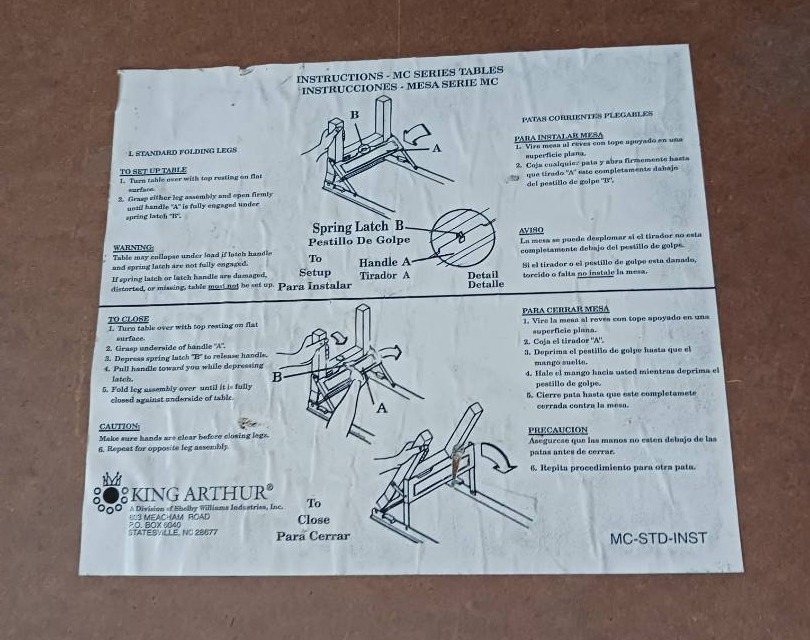 INSTRUCTIONS - MC SERIES TABLES
INSTRUCCIONES - MESA SERIE MC
1. STANDARD FOLDING LEGS
TO SET UP TABLE
1. Turn table over with top resting on flat
surface.
2. Grasp either leg assembly and open firmly
until handle "A" is fully engaged under
spring latch "B".
WARNING:
Table may collapse under load if latch handle
and spring latch are not fully engaged.
If spring latch or latch handle are damaged,
distorted, or missing, table must not be set up.
B
A
Spring Latch B
Pestillo De Golpe
To
Setup
Para Instalar
Handle A
Tirador A
Detail
Detalle
PATAS CORRIENTES PLEGABLES
PARA INSTALAR MESA
1. Vire mesa al reves con tope apoyado en una
superficie plana.
2. Coja cualquier pata y abra firmemente hasta
que tirado "A" este completamente dabajo
del pestillo de golpe "B".
AVISO
La mesa se puede desplomar si el tirador no esta
completamente debajo del pestillo de golpe.
Si el tirador o el pestillo de golpe esta danado,
torcido o falta no instale la mesa.
TO CLOSE
1. Turn table over with top resting on flat
surface.
2. Grasp underside of handle "A".
3. Depress spring latch "B" to release handle.
4. Pull handle toward you while depressing
latch.
5. Fold leg assembly over until it is fully
closed against underside of table.
CAUTION:
Make sure hands are clear before closing legs.
6. Repeat for opposite leg assembly.
KING ARTHUR®
A Division of Shelby Williams Industries, Inc.
803 MEACHAM ROAD
P.O. BOX 6040
STATESVILLE, NC 28677
B
A
To
Close
Para Cerrar
PARA CERRAR MESA
1. Vire la mesa al reves con tope apoyado en una
superficie plana.
2. Coja el tirador "A".
3. Deprima el pestillo de golpe hasta que el
mango suelte.
4. Hale el mango hacia usted mientras deprima el
pestillo de golpe.
5. Cierre pata hasta que este completamete
cerrada contra la mesa.
PRECAUCION
Asegurese que las manos no esten debajo de las
patas antes de cerrar.
6. Repita procedimiento para otra pata.
MC-STD-INST